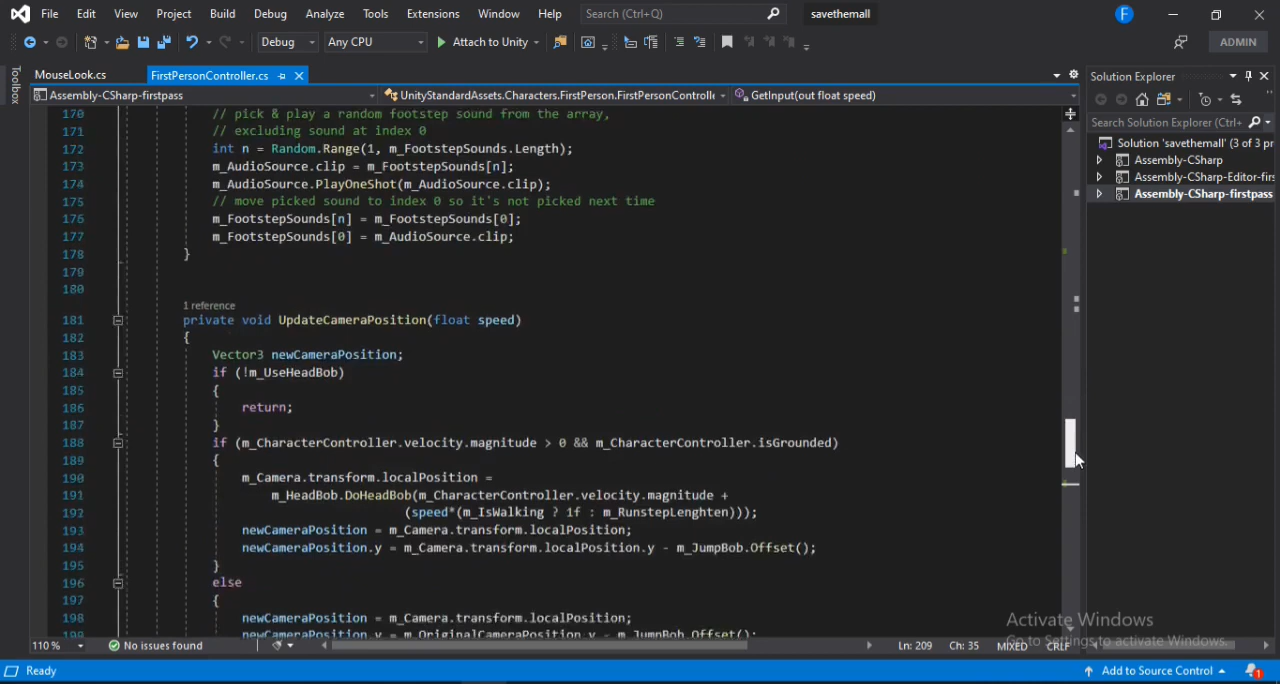 File Edit View Project Build Debug Analyze Tools Extensions Window Help Search (Ctrl+Q) savethemall F
Debug Any CPU Attach to Unity ADMIN
Toolbox
MouseLook.cs FirstPersonController.cs
Solution Explorer
Assembly-CSharp-firstpass UnityStandardAssets.Characters.FirstPerson.FirstPersonControlle GetInput(out float speed)
Search Solution Explorer (Ctrl+
Solution 'savethemall' (3 of 3 pr
Assembly-CSharp
Assembly-CSharp-Editor-firs
Assembly-CSharp-firstpass
170 // pick & play a random footstep sound from the array,
171 // excluding sound at index 0
172 int n = Random.Range(1, m_FootstepSounds.Length);
173 m_AudioSource.clip = m_FootstepSounds[n];
174 m_AudioSource.PlayOneShot(m_AudioSource.clip);
175 // move picked sound to index 0 so it's not picked next time
176 m_FootstepSounds[n] = m_FootstepSounds[0];
177 m_FootstepSounds[0] = m_AudioSource.clip;
178 }
179
180
1 reference
181 private void UpdateCameraPosition(float speed)
182 {
183 Vector3 newCameraPosition;
184 if (!m_UseHeadBob)
185 {
186 return;
187 }
188 if (m_CharacterController.velocity.magnitude > 0 && m_CharacterController.isGrounded)
189 {
190 m_Camera.transform.localPosition =
191 m_HeadBob.DoHeadBob(m_CharacterController.velocity.magnitude +
192 (speed*(m_IsWalking ? 1f : m_RunstepLenghten)));
193 newCameraPosition = m_Camera.transform.localPosition;
194 newCameraPosition.y = m_Camera.transform.localPosition.y - m_JumpBob.Offset();
195 }
196 else
197 {
198 newCameraPosition = m_Camera.transform.localPosition;
199 newCameraPosition.y = m_OriginalCameraPosition.y - m_JumpBob.Offset();
Activate Windows
Go to Settings to activate Windows.
110 % No issues found Ln: 209 Ch: 35 MIXED CRLF
Ready Add to Source Control 1